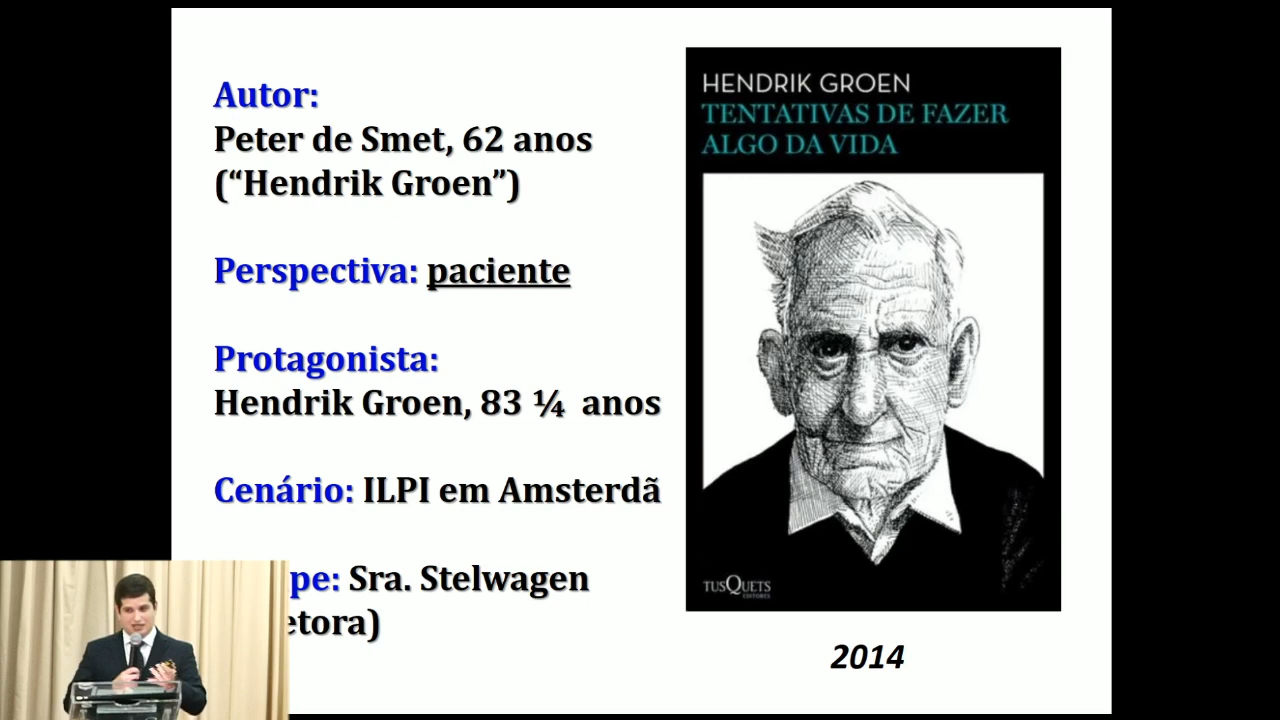 Autor:
Peter de Smet, 62 anos
(“Hendrik Groen”)
Perspectiva: paciente
Protagonista:
Hendrik Groen, 83 ¼ anos
Cenário: ILPI em Amsterdã
pe: Sra. Stelwagen
etora)
HENDRIK GROEN
TENTATIVAS DE FAZER
ALGO DA VIDA
TUSQUETS
EDITORES
2014